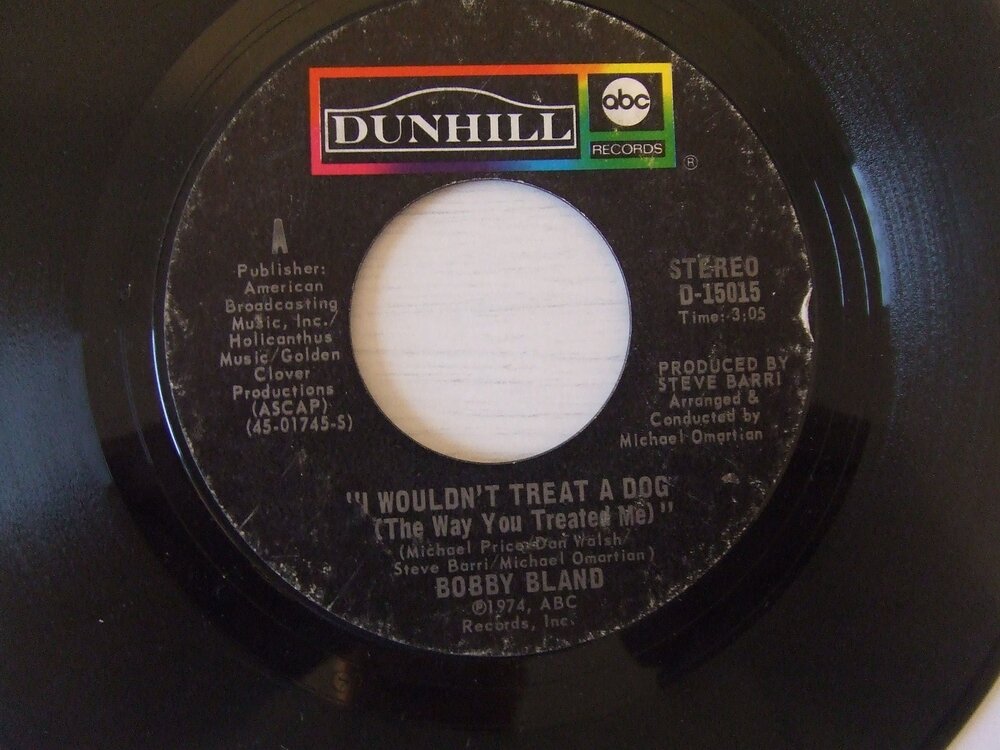 DUNHILL
abc
RECORDS
®
A
Publisher:
American
Broadcasting
Music, Inc./
Holicanthus
Music/Golden
Clover
Productions
(ASCAP)
(45-01745-S)
STEREO
D-15015
Time: 3:05
PRODUCED BY
STEVE BARRI
Arranged &
Conducted by
Michael Omartian
"I WOULDN'T TREAT A DOG
(The Way You Treated Me)"
(Michael Price/Dan Walsh/
Steve Barri/Michael Omartian)
BOBBY BLAND
℗1974, ABC
Records, Inc.